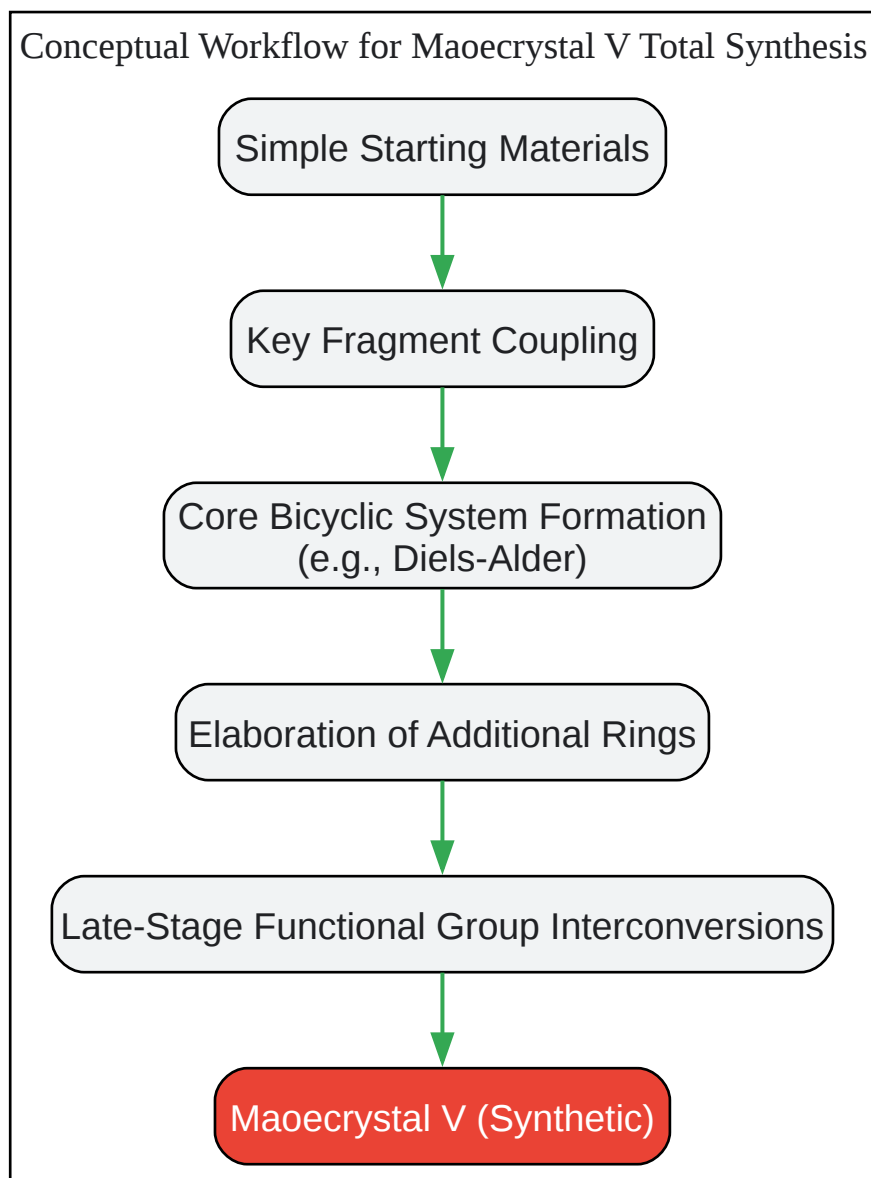 Conceptual Workflow for Maoecrystal V Total Synthesis
Simple Starting Materials
Key Fragment Coupling
Core Bicyclic System Formation
(e.g., Diels-Alder)
Elaboration of Additional Rings
Late-Stage Functional Group Interconversions
Maoecrystal V (Synthetic)